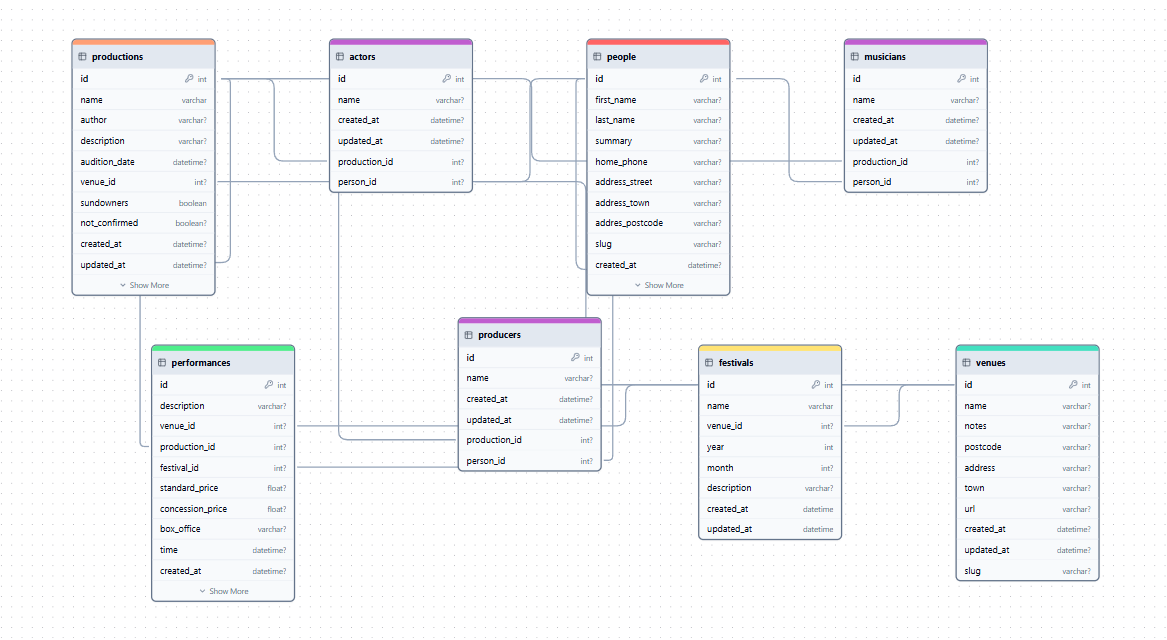 productions
id int
name varchar
author varchar?
description varchar?
audition_date datetime?
venue_id int?
sundowners boolean
not_confirmed boolean?
created_at datetime?
updated_at datetime?
Show More
actors
id int
name varchar?
created_at datetime?
updated_at datetime?
production_id int?
person_id int?
people
id int
first_name varchar?
last_name varchar?
summary varchar?
home_phone varchar?
address_street varchar?
address_town varchar?
addres_postcode varchar?
slug varchar?
created_at datetime?
Show More
musicians
id int
name varchar?
created_at datetime?
updated_at datetime?
production_id int?
person_id int?
performances
id int
description varchar?
venue_id int?
production_id int?
festival_id int?
standard_price float?
concession_price float?
box_office varchar?
time datetime?
created_at datetime?
Show More
producers
id int
name varchar?
created_at datetime?
updated_at datetime?
production_id int?
person_id int?
festivals
id int
name varchar
venue_id int?
year int
month int?
description varchar?
created_at datetime
updated_at datetime
venues
id int
name varchar?
notes varchar?
postcode varchar?
address varchar?
town varchar?
url varchar?
created_at datetime?
updated_at datetime?
slug varchar?